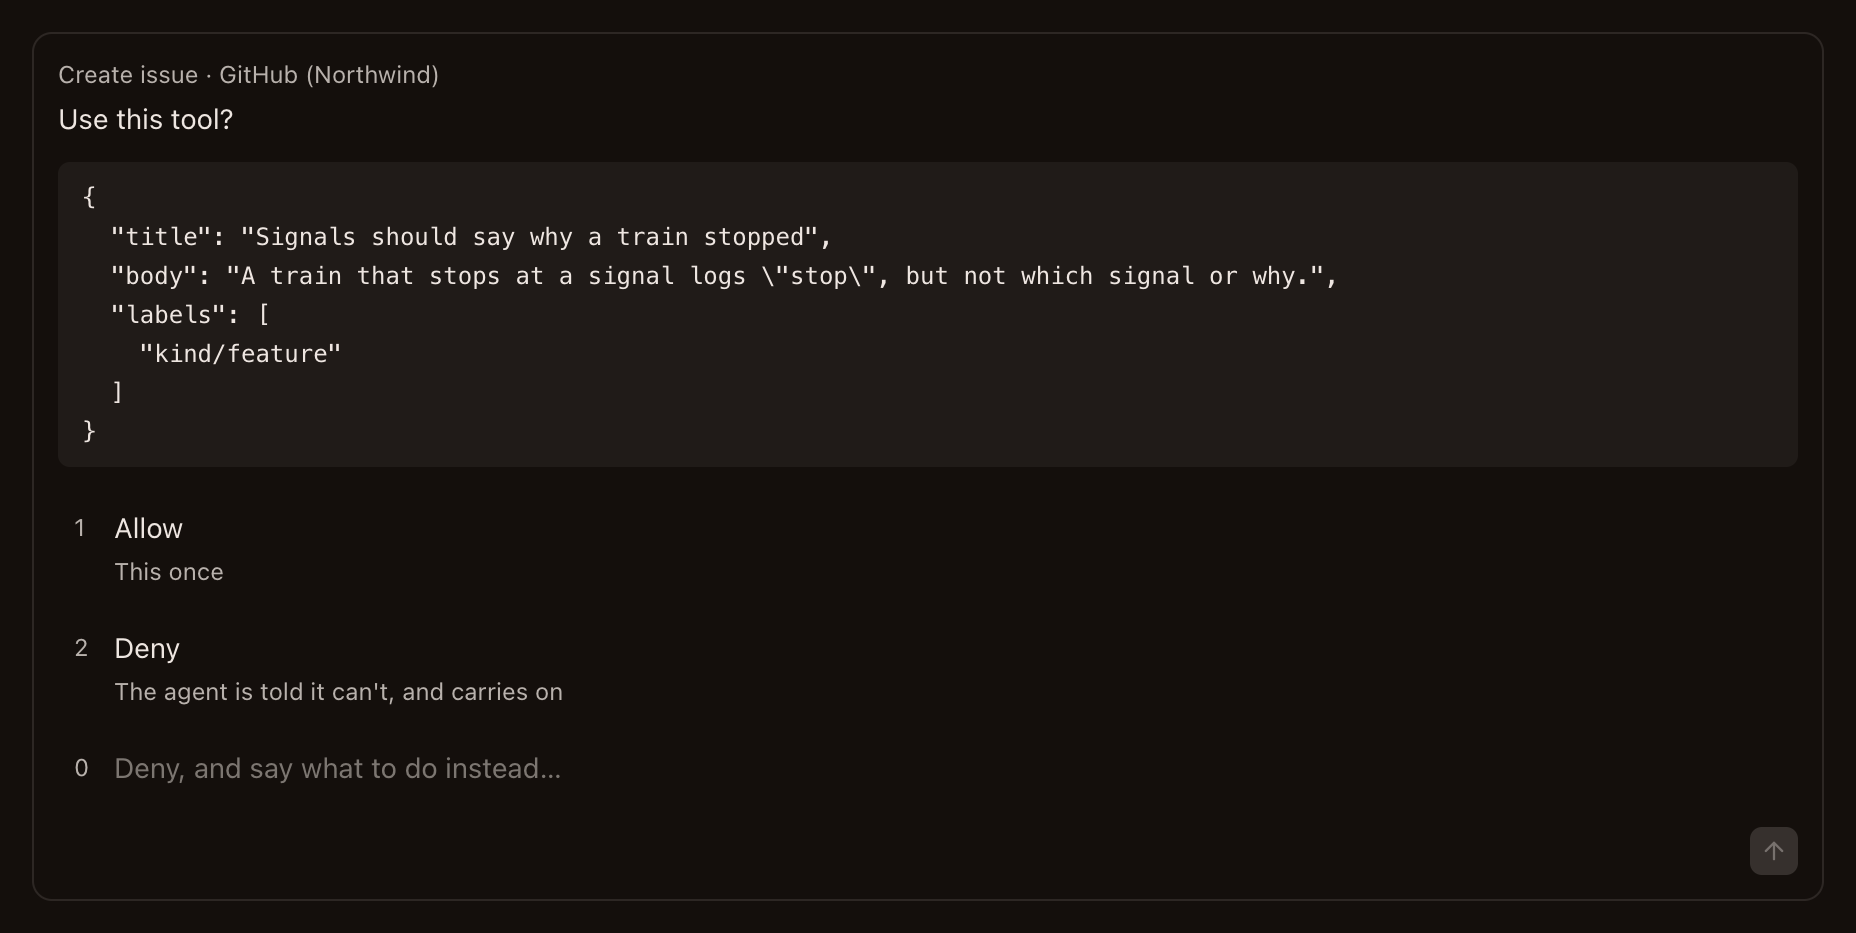 Create issue · GitHub (Northwind)
Use this tool?
{
  "title": "Signals should say why a train stopped",
  "body": "A train that stops at a signal logs \"stop\", but not which signal or why.",
  "labels": [
    "kind/feature"
  ]
}
1 Allow
This once
2 Deny
The agent is told it can't, and carries on
0 Deny, and say what to do instead...